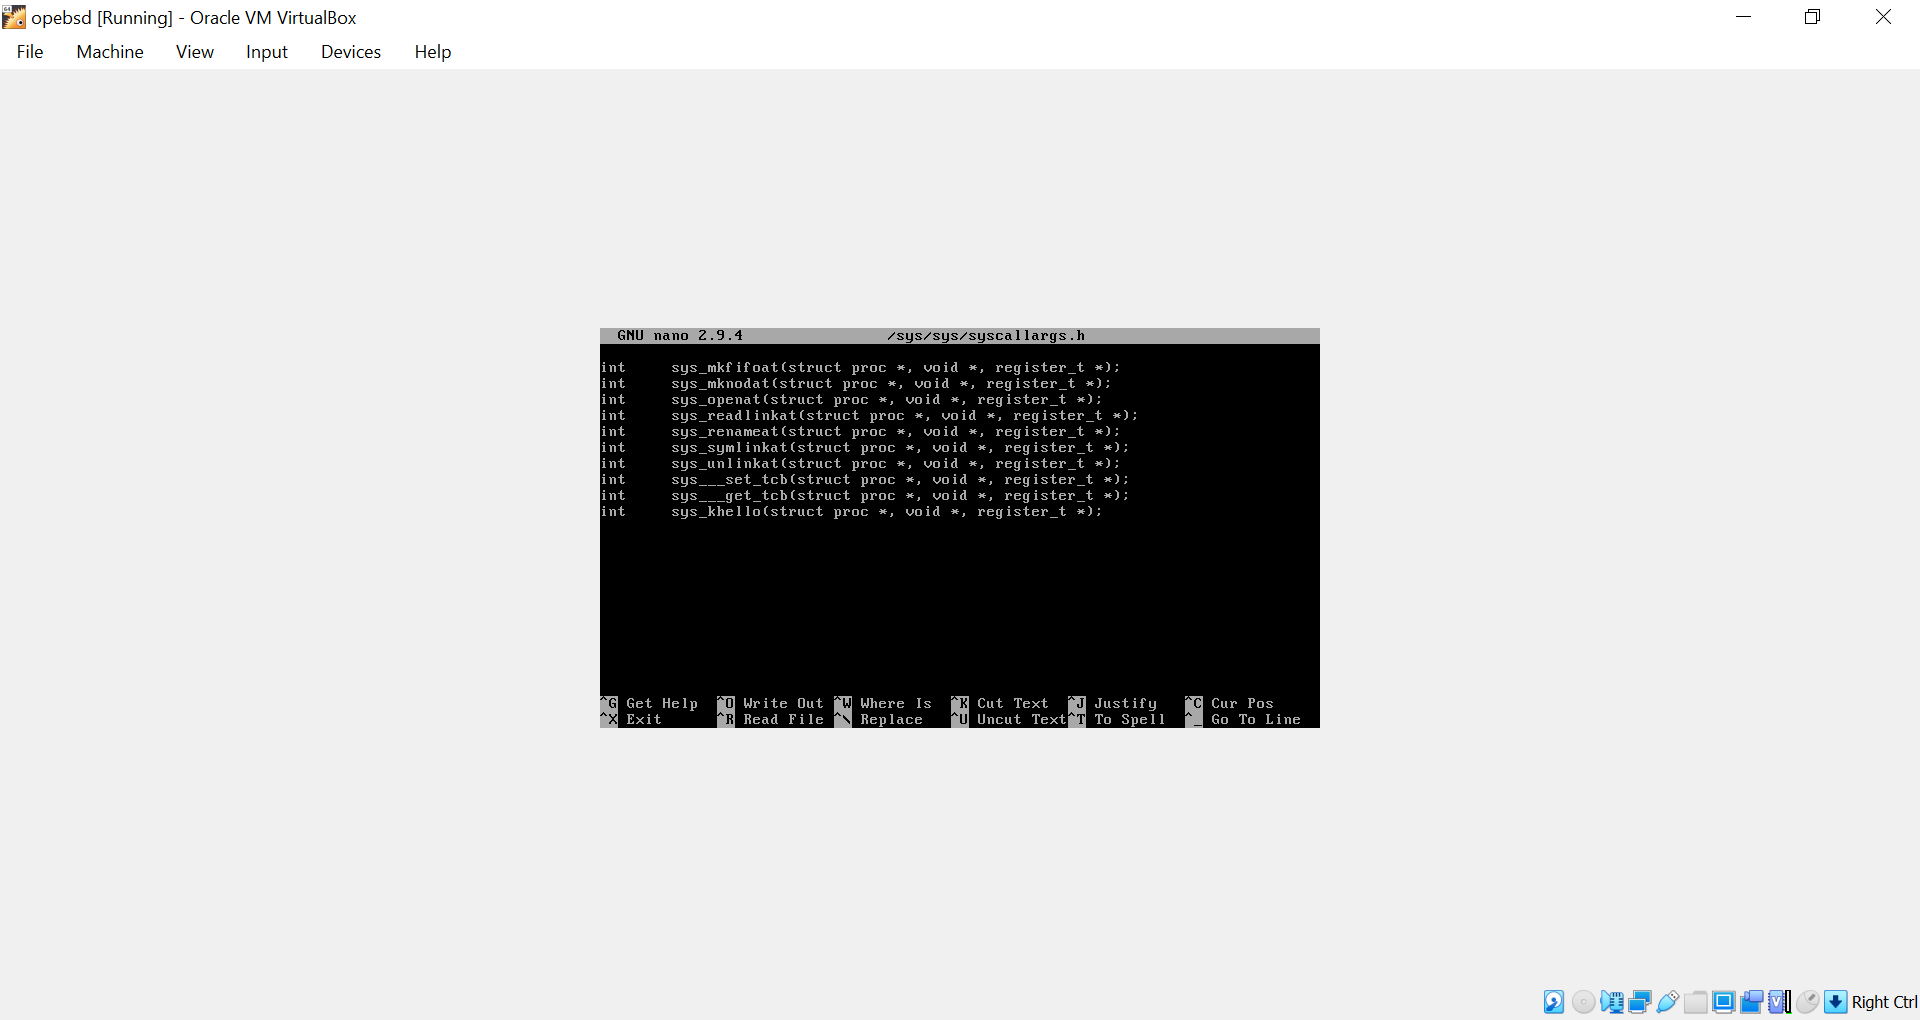 opebsd [Running] - Oracle VM VirtualBox
File Machine View Input Devices Help
GNU nano 2.9.4 /sys/sys/syscallargs.h
int sys_mkfifoat(struct proc *, void *, register_t *);
int sys_mknodat(struct proc *, void *, register_t *);
int sys_openat(struct proc *, void *, register_t *);
int sys_readlinkat(struct proc *, void *, register_t *);
int sys_renameat(struct proc *, void *, register_t *);
int sys_symlinkat(struct proc *, void *, register_t *);
int sys_unlinkat(struct proc *, void *, register_t *);
int sys___set_tcb(struct proc *, void *, register_t *);
int sys___get_tcb(struct proc *, void *, register_t *);
int sys_khello(struct proc *, void *, register_t *);
^G Get Help ^O Write Out ^W Where Is ^K Cut Text ^J Justify ^C Cur Pos
^X Exit ^R Read File ^\ Replace ^U Uncut Text ^T To Spell ^_ Go To Line
Right Ctrl